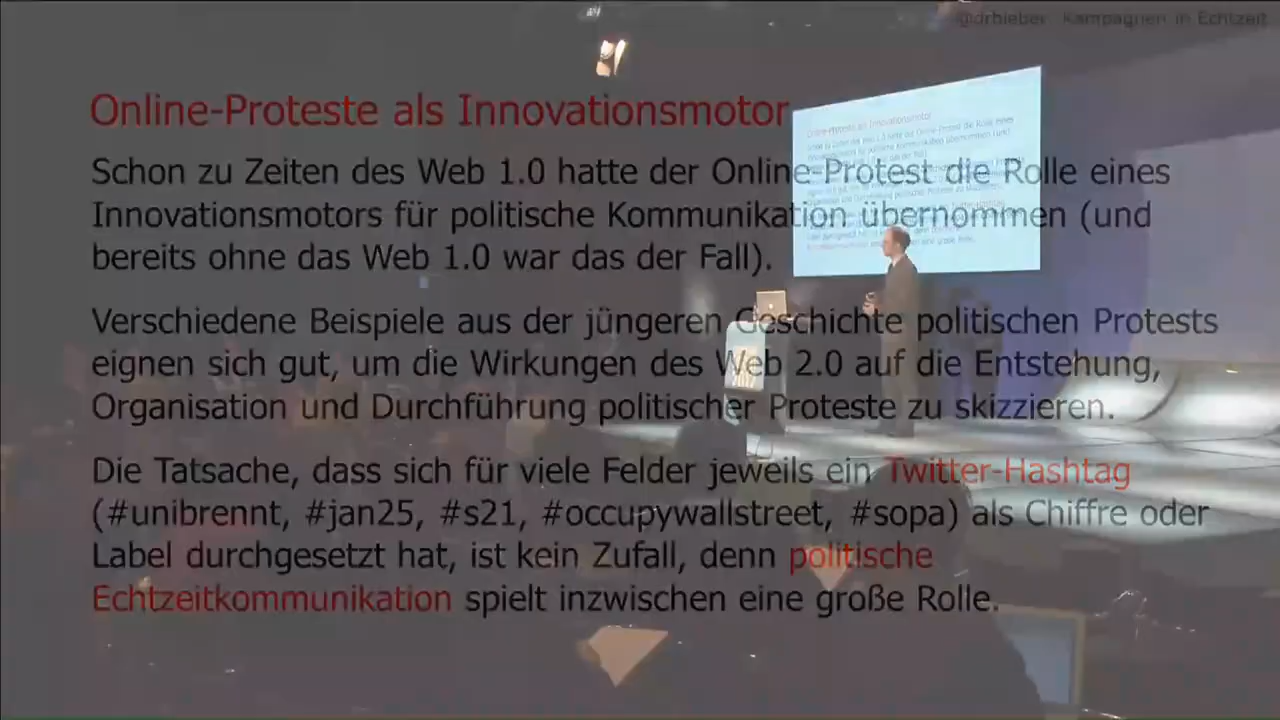 @drbieber: Kampagnen in Echtzeit
Online-Proteste als Innovationsmotor
Schon zu Zeiten des Web 1.0 hatte der Online-Protest die Rolle eines
Innovationsmotors für politische Kommunikation übernommen (und
bereits ohne das Web 1.0 war das der Fall).
Verschiedene Beispiele aus der jüngeren Geschichte politischen Protests
eignen sich gut, um die Wirkungen des Web 2.0 auf die Entstehung,
Organisation und Durchführung politischer Proteste zu skizzieren.
Die Tatsache, dass sich für viele Felder jeweils ein Twitter-Hashtag
(#unibrennt, #jan25, #s21, #occupywallstreet, #sopa) als Chiffre oder
Label durchgesetzt hat, ist kein Zufall, denn politische
Echtzeitkommunikation spielt inzwischen eine große Rolle.